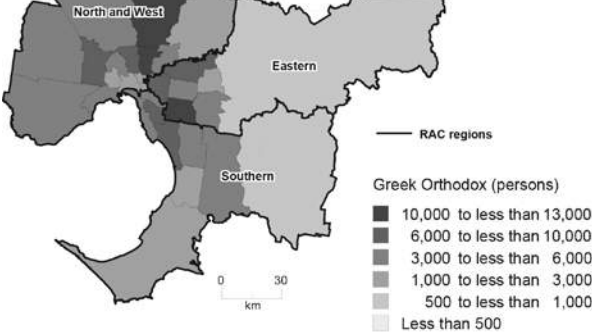 North and West
Eastern
RAC regions
Southern
Greek Orthodox (persons)
10,000 to less than 13,000
6,000 to less than 10,000
3,000 to less than 6,000
1,000 to less than 3,000
500 to less than 1,000
Less than 500
0 30
km